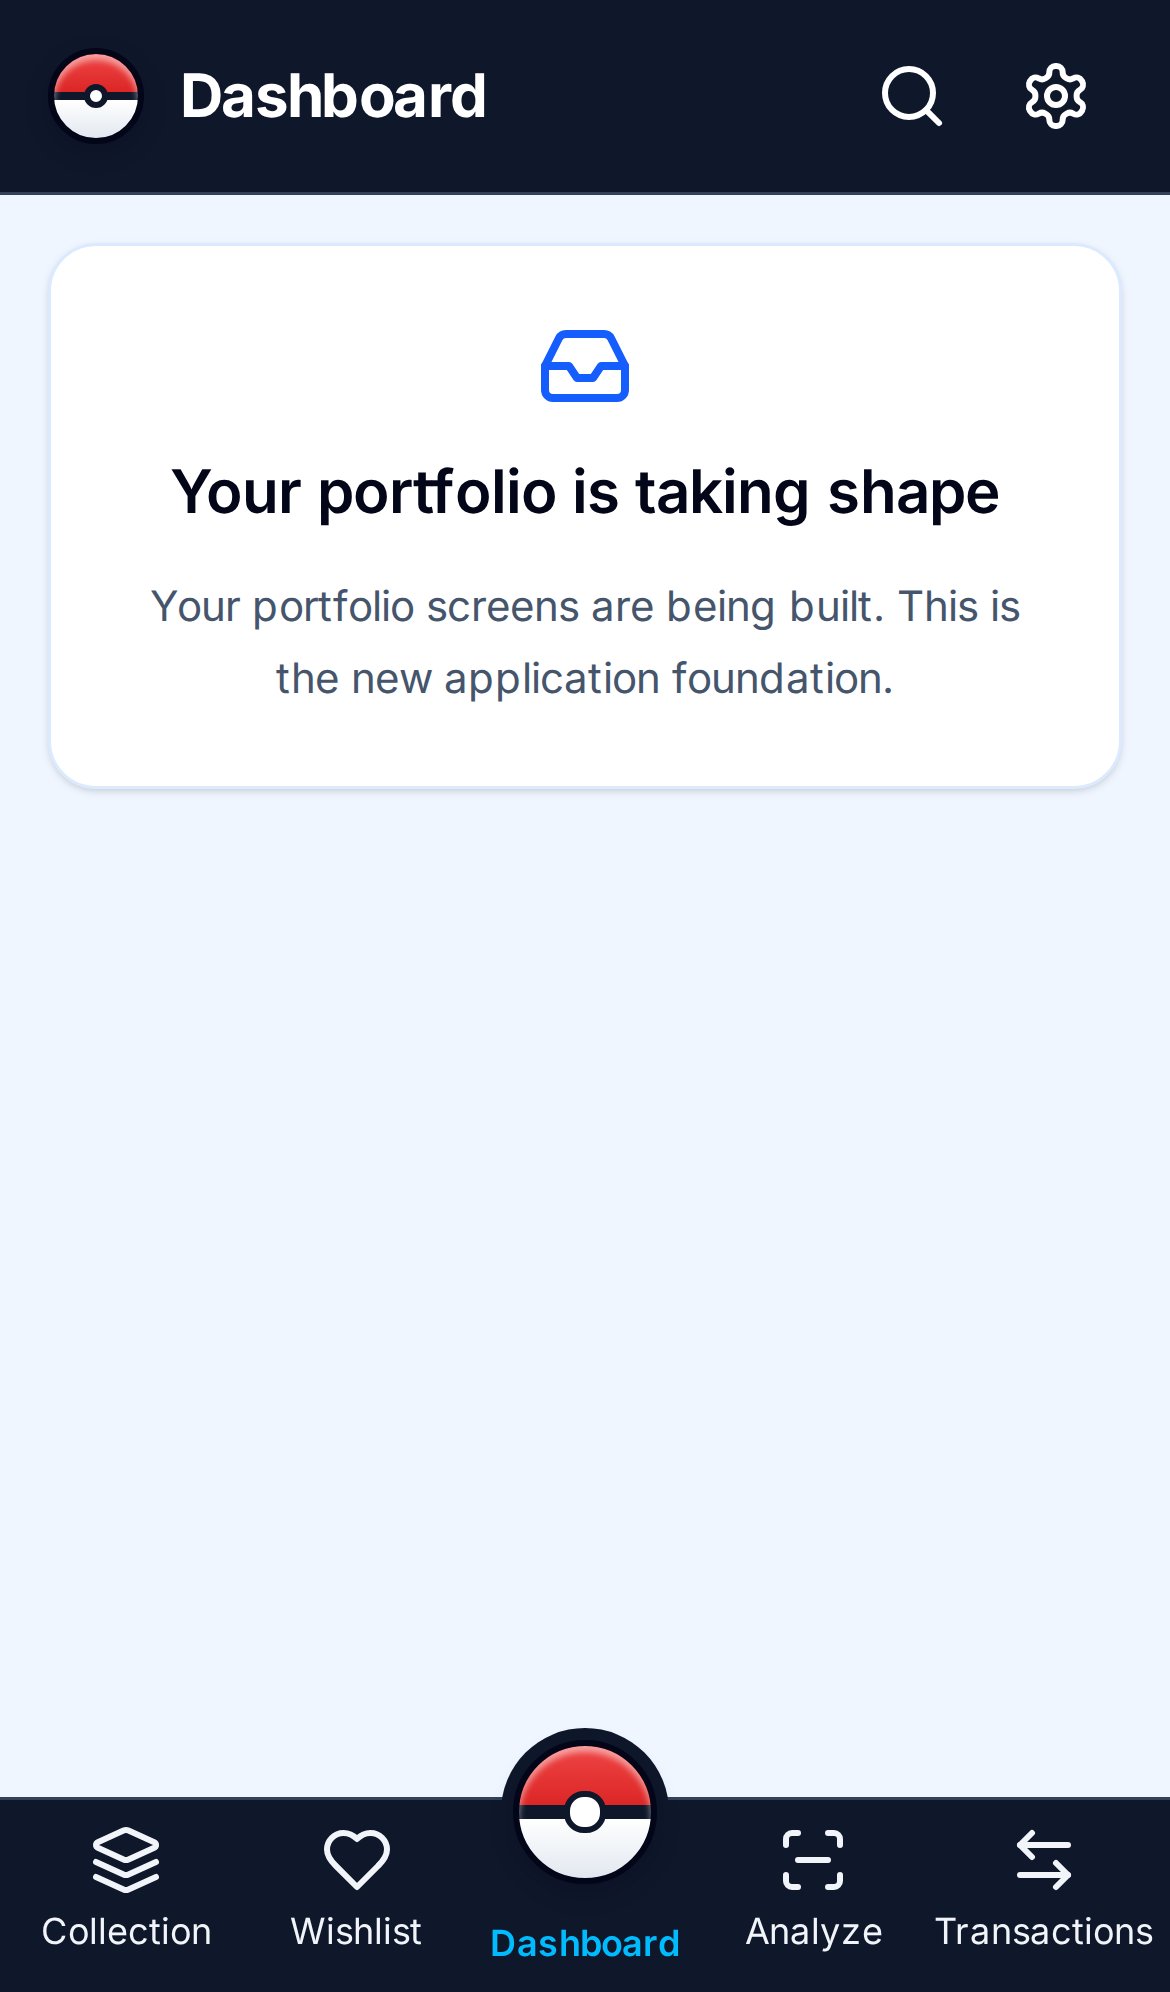 Dashboard
Your portfolio is taking shape
Your portfolio screens are being built. This is
the new application foundation.
Collection
Wishlist
Dashboard
Analyze
Transactions